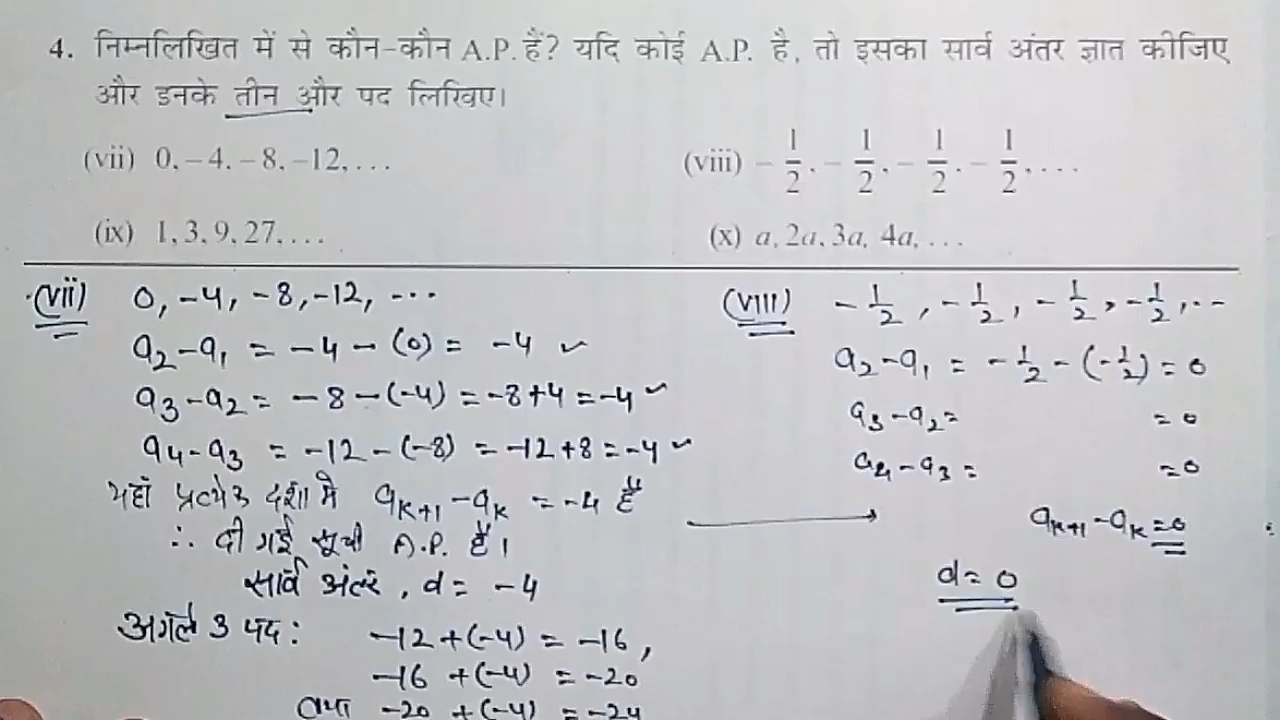 4. निम्नलिखित में से कौन-कौन A.P. हैं? यदि कोई A.P. है, तो इसका सार्व अंतर ज्ञात कीजिए
और इनके तीन और पद लिखिए।
(vii) 0, – 4, – 8, –12, . . .
(viii) – 1/2, – 1/2, – 1/2, – 1/2, . . . .
(ix) 1, 3, 9, 27, . . .
(x) a, 2a, 3a, 4a, . . .
(vii) 0, -4, -8, -12, ...
a₂-a₁ = -4 - (0) = -4 ✓
a₃-a₂ = -8 - (-4) = -8+4 = -4 ✓
a₄-a₃ = -12 - (-8) = -12+8 = -4 ✓
यहाँ प्रत्येक दशा में aₖ₊₁ - aₖ = -4 है
∴ दी गई सूची A.P. है।
सार्व अंतर, d = -4
अगले 3 पद : -12 + (-4) = -16,
-16 + (-4) = -20
तथा -20 + (-4) = -24
(VIII) -1/2, -1/2, -1/2, -1/2, ...
a₂-a₁ = -1/2 - (-1/2) = 0
a₃-a₂ = = 0
a₄-a₃ = = 0
aₖ₊₁-aₖ = 0
d = 0